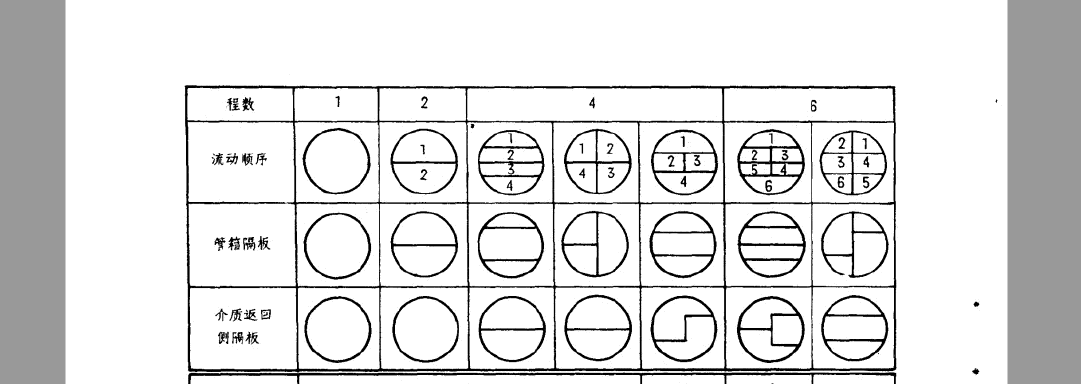 程数 1 2 4 6
流动顺序
1 2
1 2 3 4
1 2 4 3
1 2 3 4
1 2 3 5 4 6
2 1 3 4 6 5
管箱隔板
介质返回
侧隔板